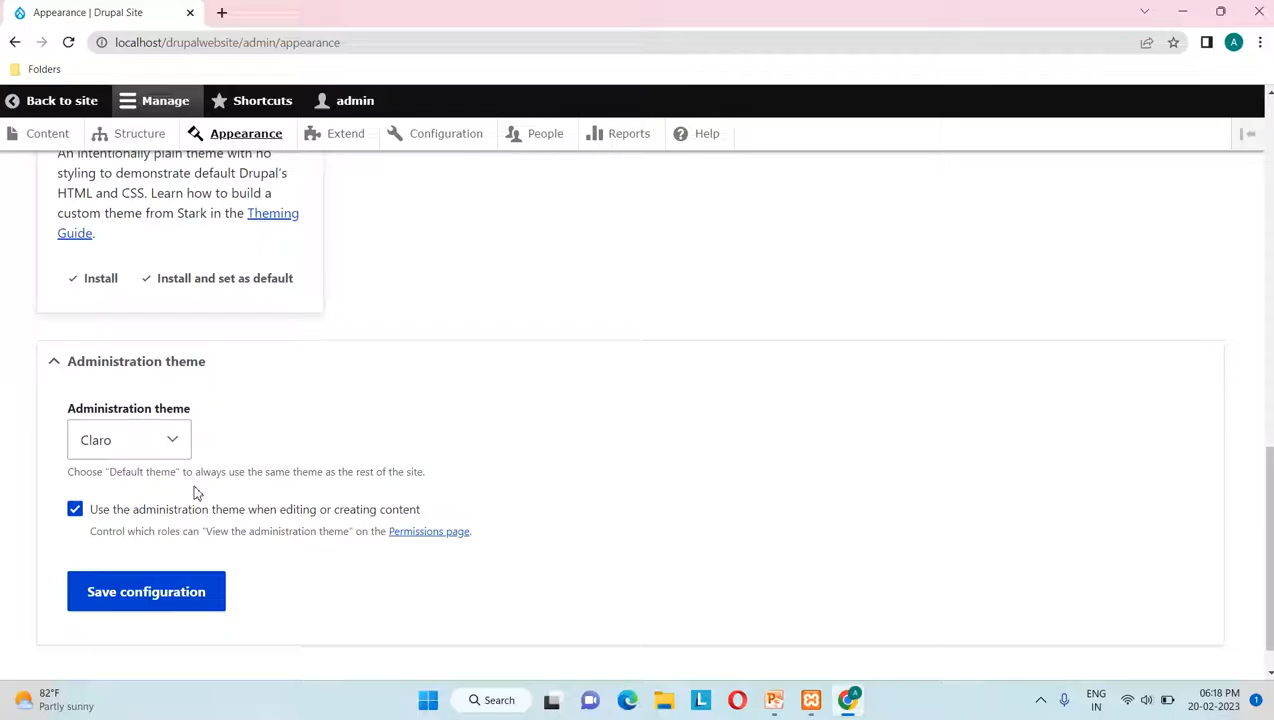 Appearance | Drupal Site
localhost/drupalwebsite/admin/appearance
A
Folders
Back to site
Manage
Shortcuts
admin
Content
Structure
Appearance
Extend
Configuration
People
Reports
Help
An intentionally plain theme with no
styling to demonstrate default Drupal's
HTML and CSS. Learn how to build a
custom theme from Stark in the Theming
Guide.
Install
Install and set as default
Administration theme
Administration theme
Claro
Choose "Default theme" to always use the same theme as the rest of the site.
Use the administration theme when editing or creating content
Control which roles can "View the administration theme" on the Permissions page.
Save configuration
82°F
Partly sunny
Search
L
A
ENG
IN
06:18 PM
20-02-2023
1